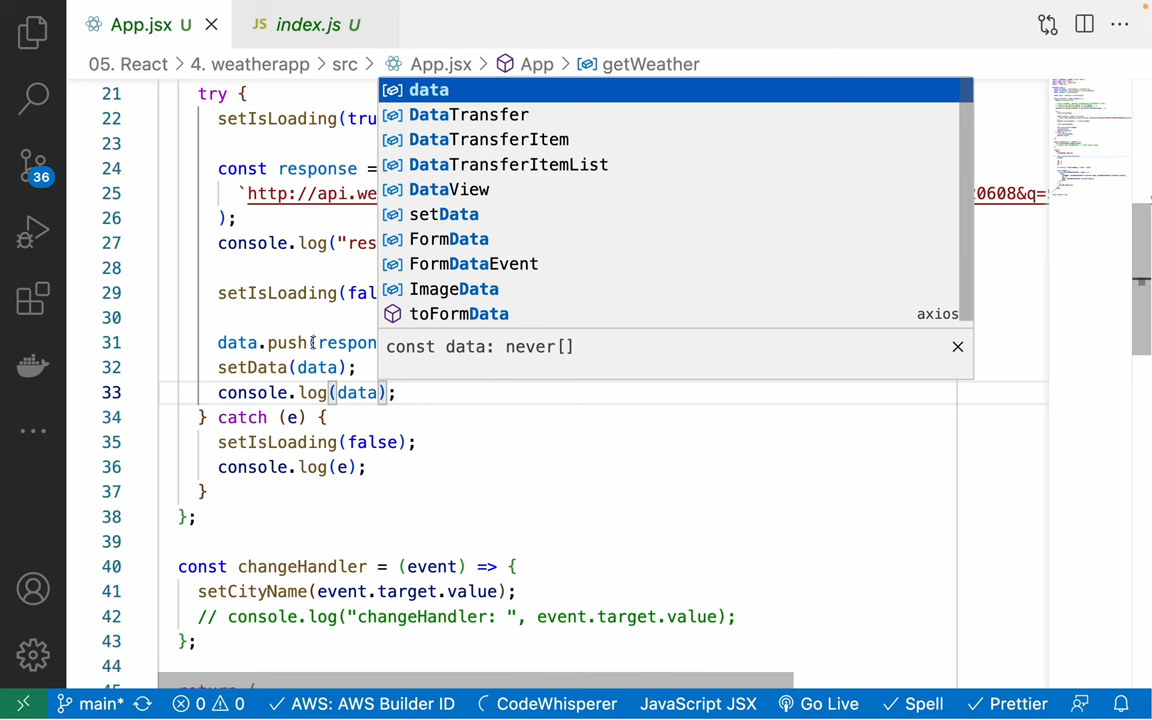 App.jsx U
JS index.js U
05. React > 4. weatherapp > src > App.jsx > App > getWeather
21 try {
22 setIsLoading(tru
23
24 const response =
25 `http://api.we 20608&q=
26 );
27 console.log("res
28
29 setIsLoading(fal
30
31 data.push(respon
32 setData(data);
33 console.log(data);
34 } catch (e) {
35 setIsLoading(false);
36 console.log(e);
37 }
38 };
39
40 const changeHandler = (event) => {
41 setCityName(event.target.value);
42 // console.log("changeHandler: ", event.target.value);
43 };
44
data
DataTransfer
DataTransferItem
DataTransferItemList
DataView
setData
FormData
FormDataEvent
ImageData
toFormData axios
const data: never[]
36
main* 0 0 AWS: AWS Builder ID CodeWhisperer JavaScript JSX Go Live Spell Prettier